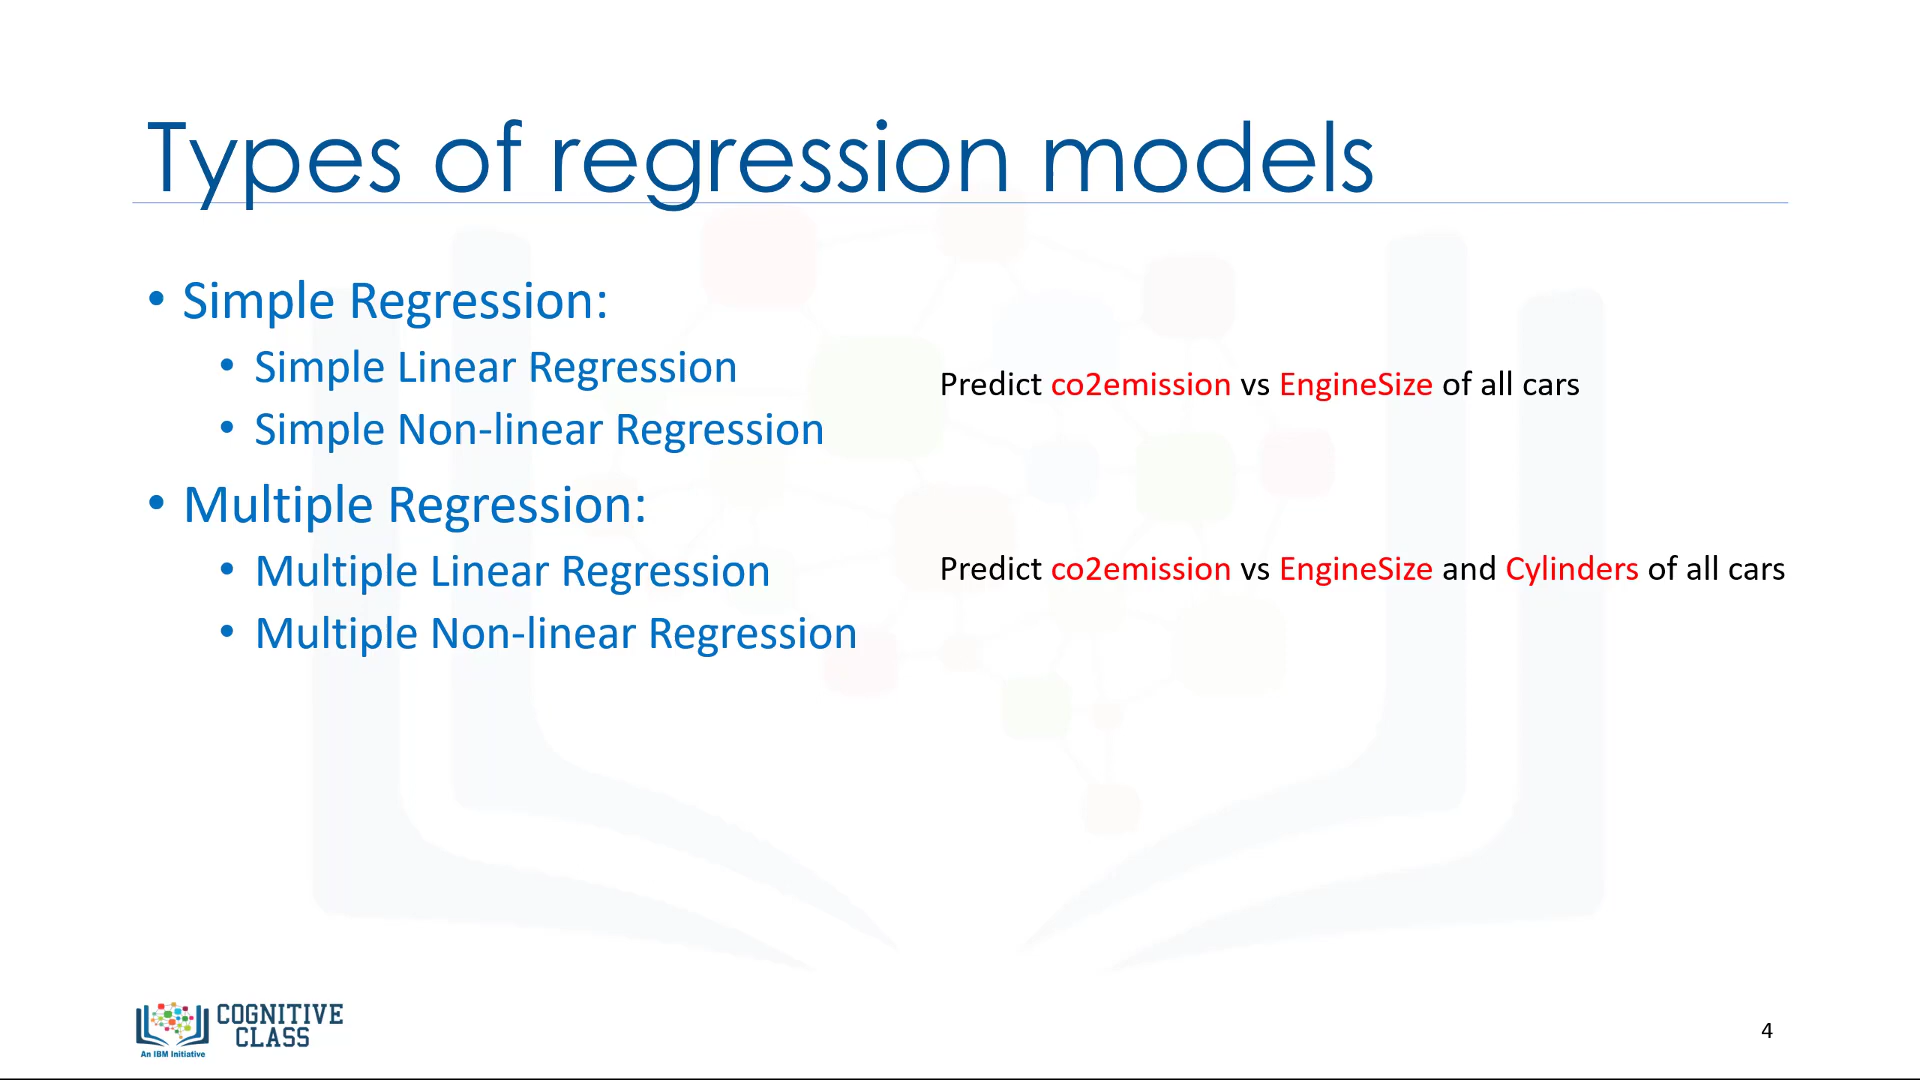 Types of regression models
• Simple Regression:
• Simple Linear Regression
• Simple Non-linear Regression
Predict co2emission vs EngineSize of all cars
• Multiple Regression:
• Multiple Linear Regression
• Multiple Non-linear Regression
Predict co2emission vs EngineSize and Cylinders of all cars
COGNITIVE
CLASS
An IBM Initiative
4